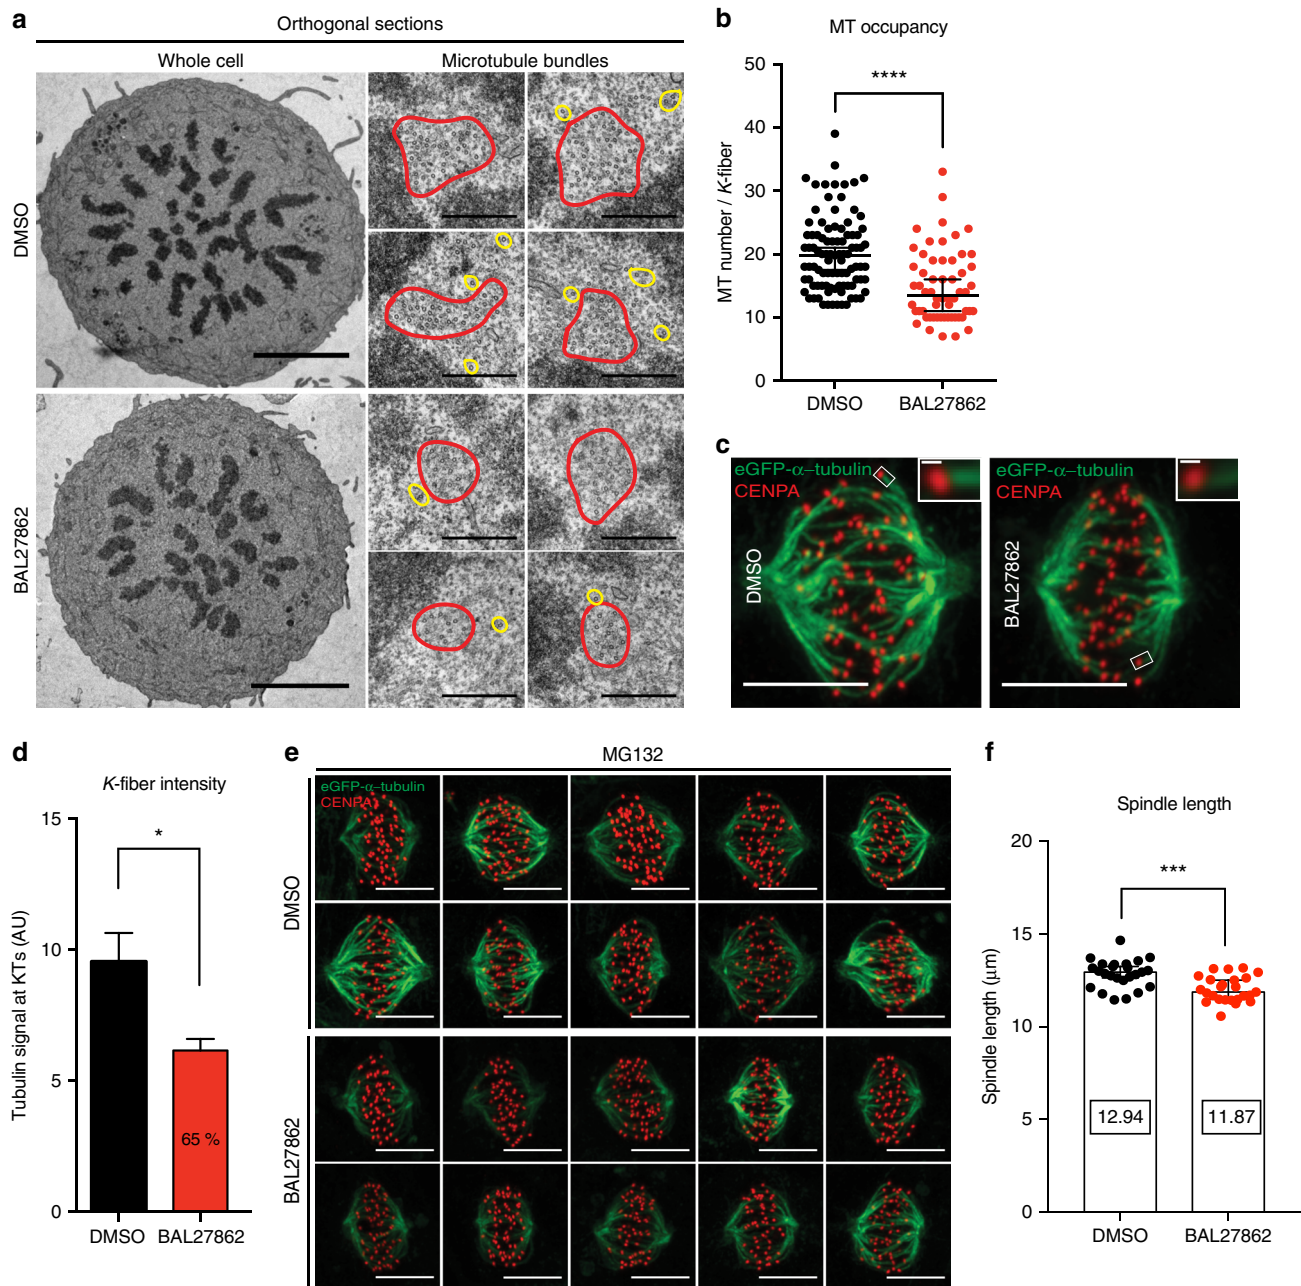 a
Orthogonal sections
Whole cell
Microtubule bundles
DMSO
BAL27862
b
MT occupancy
****
MT number / K-fiber
50
40
30
20
10
0
DMSO
BAL27862
c
eGFP-α-tubulin
CENPA
DMSO
eGFP-α-tubulin
CENPA
BAL27862
d
K-fiber intensity
*
Tubulin signal at KTs (AU)
15
10
5
0
65 %
DMSO
BAL27862
e
MG132
eGFP-α-tubulin
CENPA
DMSO
BAL27862
f
Spindle length
***
Spindle length (μm)
20
15
10
5
0
12.94
11.87
DMSO
BAL27862